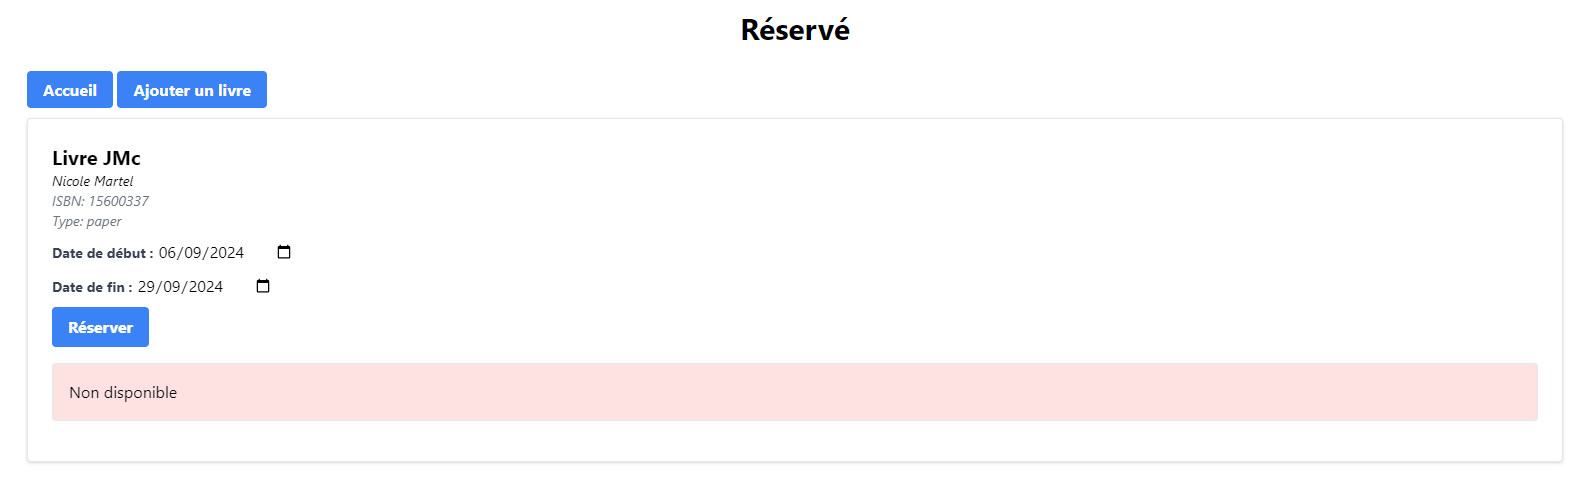 Réservé
Accueil Ajouter un livre
Livre JMc
Nicole Martel
ISBN: 15600337
Type: paper
Date de début : 06/09/2024
Date de fin : 29/09/2024
Réserver
Non disponible